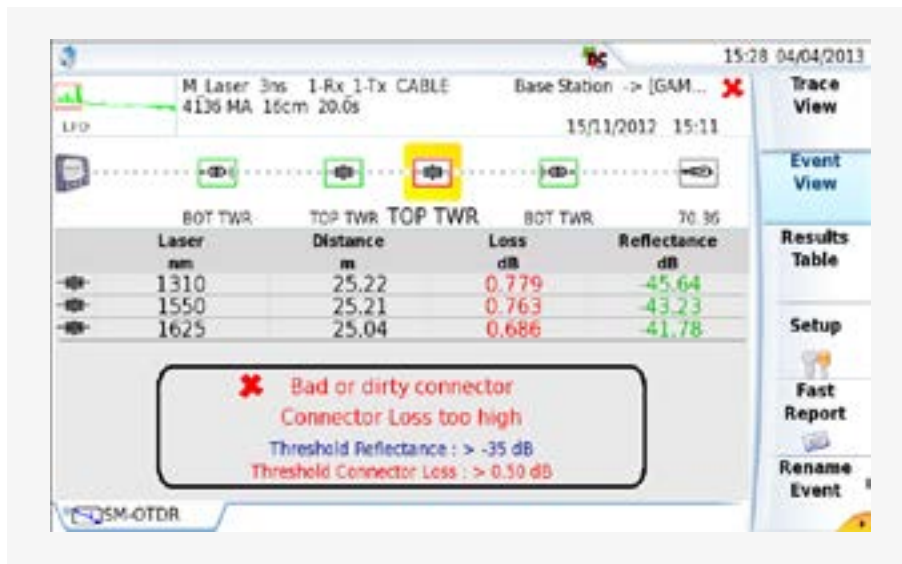 DC
15:28 04/04/2013
M_Laser 3ns 1-Rx_1-Tx CABLE Base Station -> [GAM...
4136 MA 16cm 20.0s
15/11/2012 15:11
BOT TWR TOP TWR TOP TWR BOT TWR 70.36
Laser Distance Loss Reflectance
nm m dB dB
1310 25.22 0.779 -45.64
1550 25.21 0.763 -43.23
1625 25.04 0.686 -41.78
Bad or dirty connector
Connector Loss too high
Threshold Reflectance : > -35 dB
Threshold Connector Loss : > 0.50 dB
SM-OTDR
Trace
View
Event
View
Results
Table
Setup
Fast
Report
Rename
Event